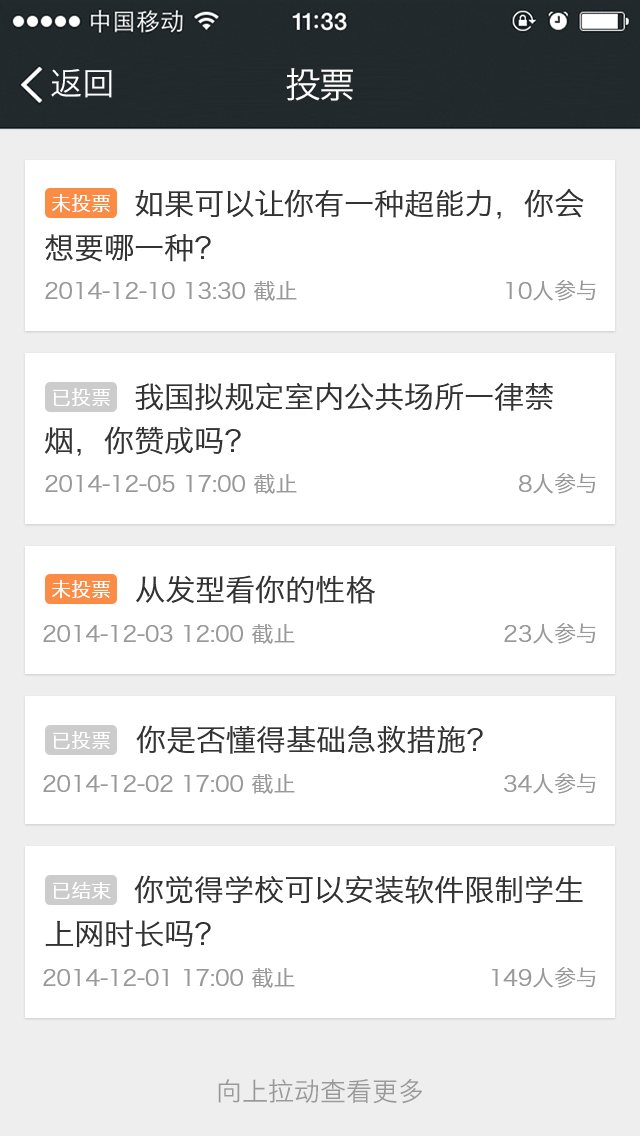 中国移动 11:33
返回 投票
未投票 如果可以让你有一种超能力，你会
想要哪一种?
2014-12-10 13:30 截止 10人参与
已投票 我国拟规定室内公共场所一律禁
烟，你赞成吗?
2014-12-05 17:00 截止 8人参与
未投票 从发型看你的性格
2014-12-03 12:00 截止 23人参与
已投票 你是否懂得基础急救措施?
2014-12-02 17:00 截止 34人参与
已结束 你觉得学校可以安装软件限制学生
上网时长吗?
2014-12-01 17:00 截止 149人参与
向上拉动查看更多